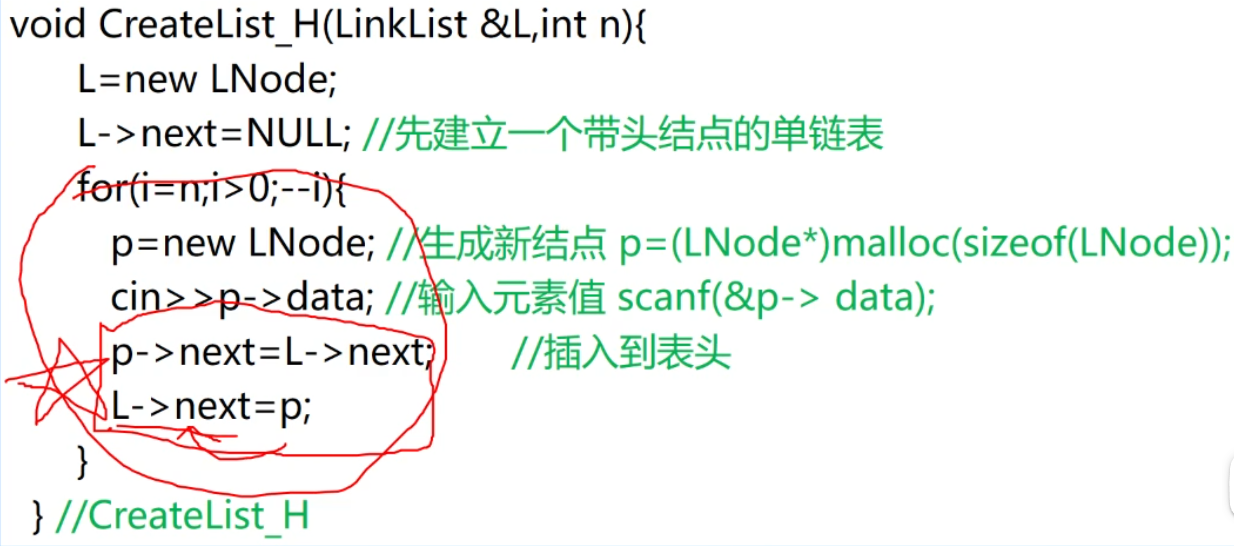 void CreateList_H(LinkList &L,int n){
L=new LNode;
L->next=NULL; //先建立一个带头结点的单链表
for(i=n;i>0;--i){
p=new LNode; //生成新结点 p=(LNode*)malloc(sizeof(LNode));
cin>>p->data; //输入元素值 scanf(&p-> data);
p->next=L->next; //插入到表头
L->next=p;
}
} //CreateList_H